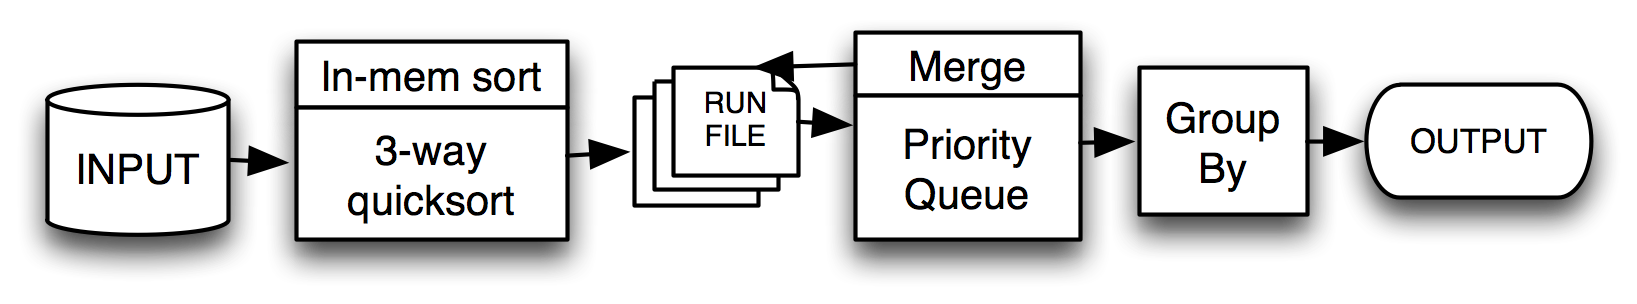 INPUT
In-mem sort
3-way
quicksort
RUN
FILE
Merge
Priority
Queue
Group
By
OUTPUT